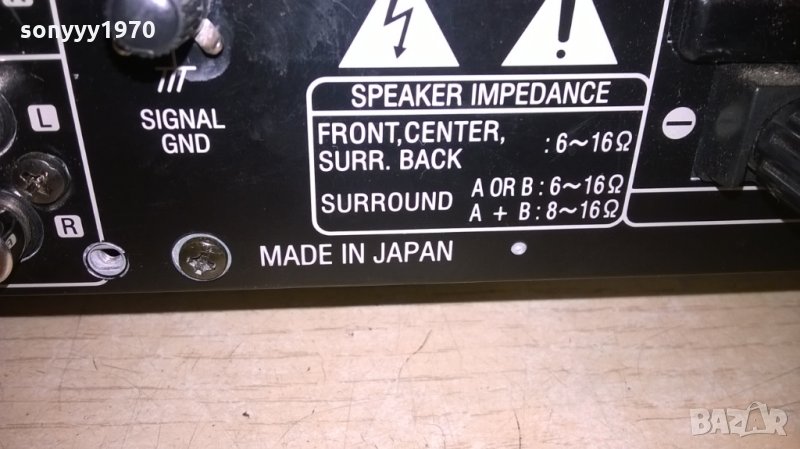 sonyyy1970
L
R
SIGNAL
GND
SPEAKER IMPEDANCE
FRONT,CENTER,
SURR. BACK : 6~16Ω
SURROUND A OR B : 6~16Ω
A + B : 8~16Ω
MADE IN JAPAN
BAZAR